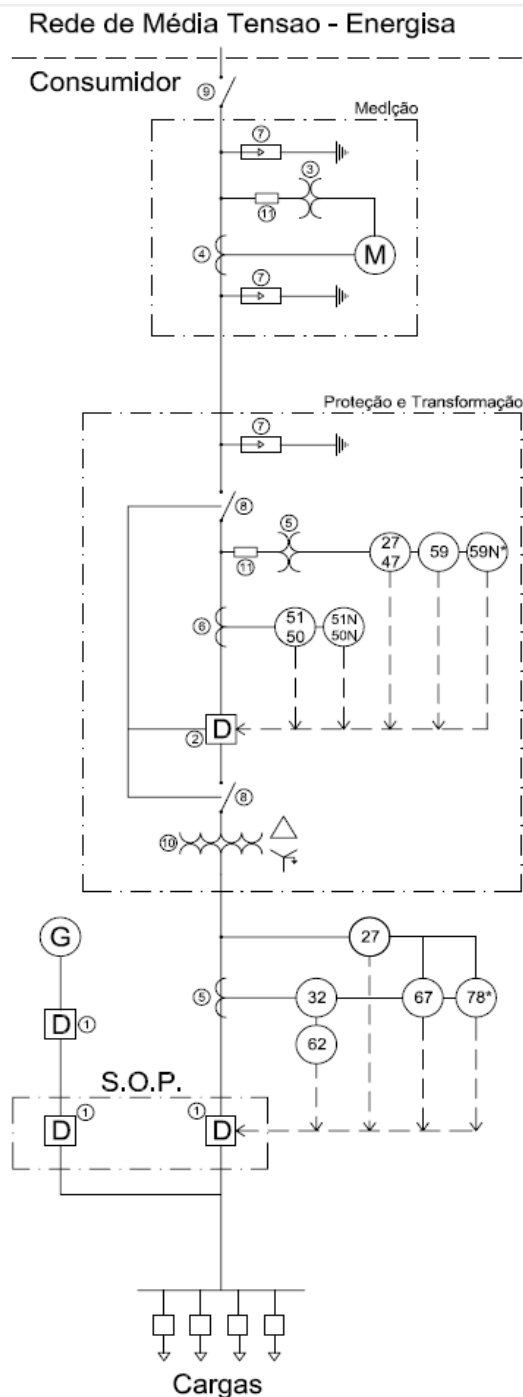 Rede de Média Tensao - Energisa
Consumidor
9
Medição
7
3
11
4
M
7
Proteção e Transformação
7
8
5
11
27
47
59
59N*
6
51
50
51N
50N
2
D
8
10
G
27
5
32
67
78*
D
1
62
S.O.P.
D
1
1
D
Cargas